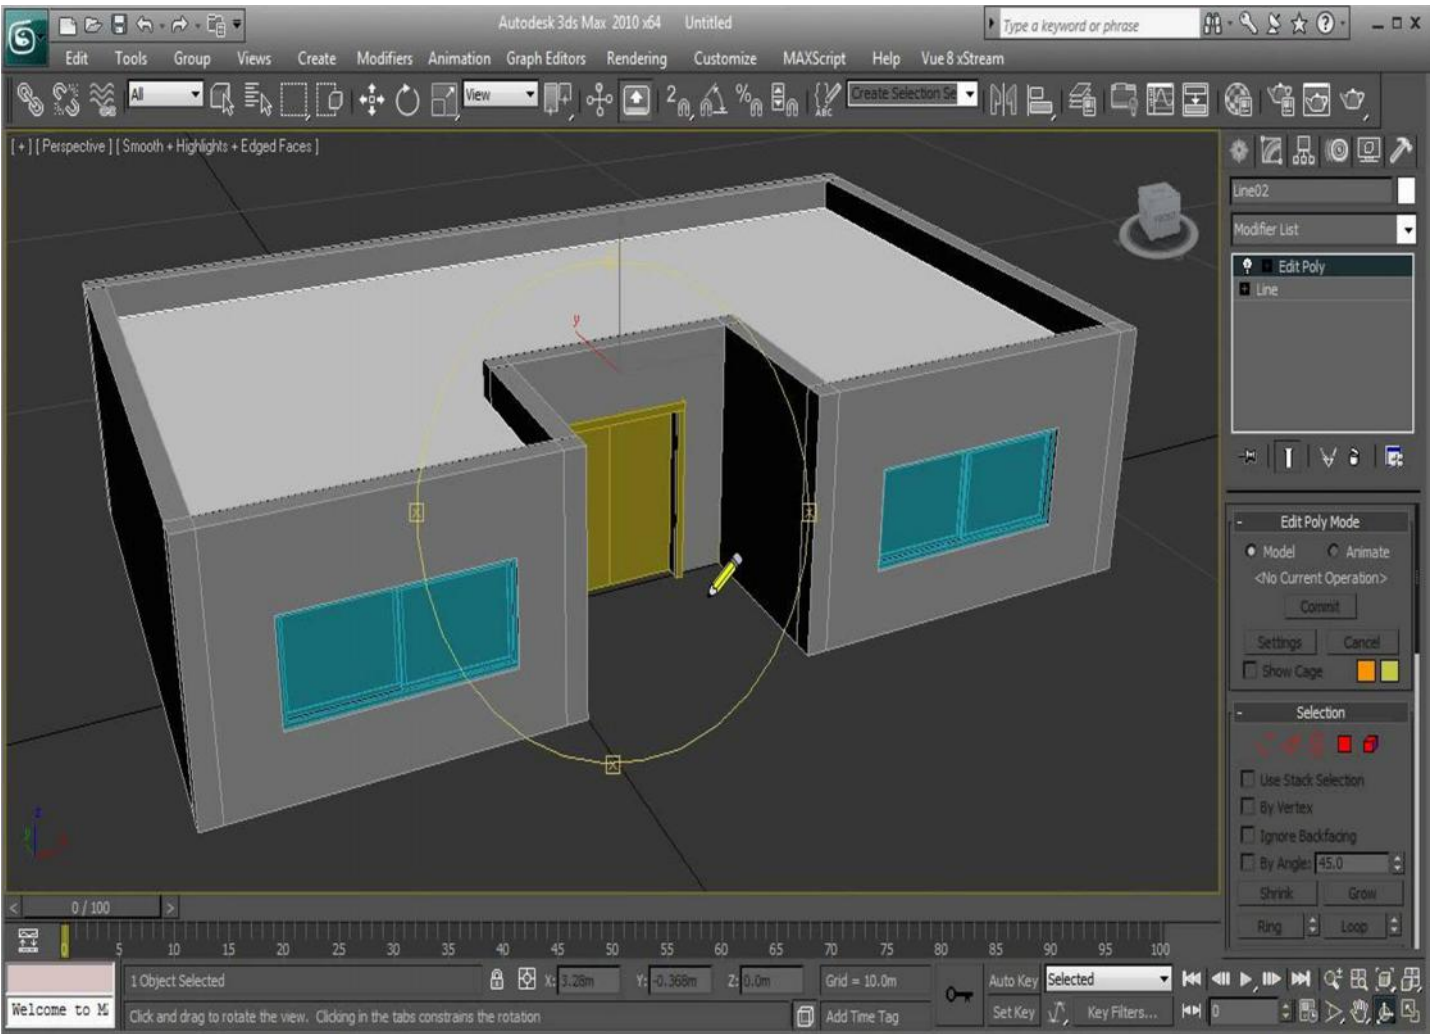 Autodesk 3ds Max 2010 x64 Untitled
Type a keyword or phrase
Edit Tools Group Views Create Modifiers Animation Graph Editors Rendering Customize MAXScript Help Vue 8 xStream
All View Create Selection Se
2 % ABC
[ + ] [ Perspective ] [ Smooth + Highlights + Edged Faces ]
Line02
Modifier List
Edit Poly
Line
y
FRONT
Edit Poly Mode
Model Animate
<No Current Operation>
Commit
Settings Cancel
Show Cage
Selection
Use Stack Selection
By Vertex
Ignore Backfacing
By Angle: 45.0
Shrink Grow
Ring Loop
z
0 / 100
0 5 10 15 20 25 30 35 40 45 50 55 60 65 70 75 80 85 90 95 100
1 Object Selected X: 3.28m Y: -0.368m Z: 0.0m Grid = 10.0m Auto Key Selected
Welcome to M Click and drag to rotate the view. Clicking in the tabs constrains the rotation Add Time Tag Set Key Key Filters... 0